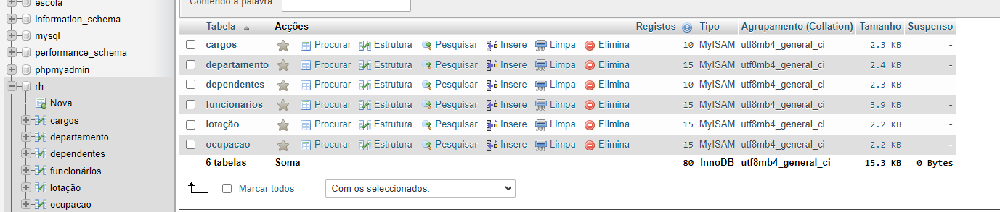 escola
information_schema
mysql
performance_schema
phpmyadmin
rh
Nova
cargos
departamento
dependentes
funcionários
lotação
ocupacao
Contendo a palavra:
Tabela Acções Registos Tipo Agrupamento (Collation) Tamanho Suspenso
cargos Procurar Estrutura Pesquisar Insere Limpa Elimina 10 MyISAM utf8mb4_general_ci 2.3 KB -
departamento Procurar Estrutura Pesquisar Insere Limpa Elimina 15 MyISAM utf8mb4_general_ci 2.4 KB -
dependentes Procurar Estrutura Pesquisar Insere Limpa Elimina 10 MyISAM utf8mb4_general_ci 2.3 KB -
funcionários Procurar Estrutura Pesquisar Insere Limpa Elimina 15 MyISAM utf8mb4_general_ci 3.9 KB -
lotação Procurar Estrutura Pesquisar Insere Limpa Elimina 15 MyISAM utf8mb4_general_ci 2.2 KB -
ocupacao Procurar Estrutura Pesquisar Insere Limpa Elimina 15 MyISAM utf8mb4_general_ci 2.2 KB -
6 tabelas Soma 80 InnoDB utf8mb4_general_ci 15.3 KB 0 Bytes
Marcar todos Com os seleccionados: